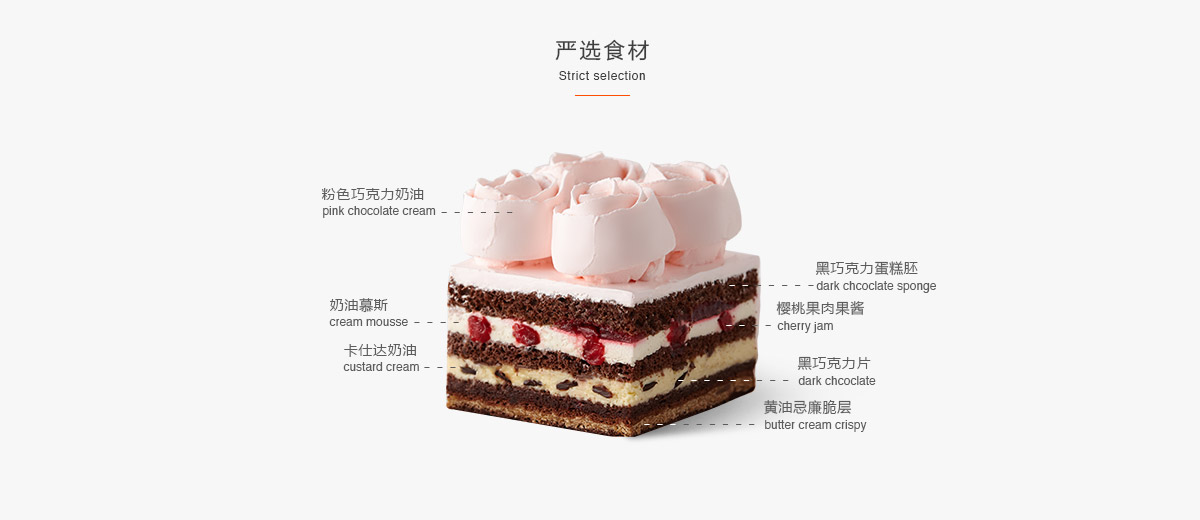 严选食材
Strict selection
粉色巧克力奶油
pink chocolate cream
黑巧克力蛋糕胚
dark chcoclate sponge
奶油慕斯
cream mousse
樱桃果肉果酱
cherry jam
卡仕达奶油
custard cream
黑巧克力片
dark chcoclate
黄油忌廉脆层
butter cream crispy